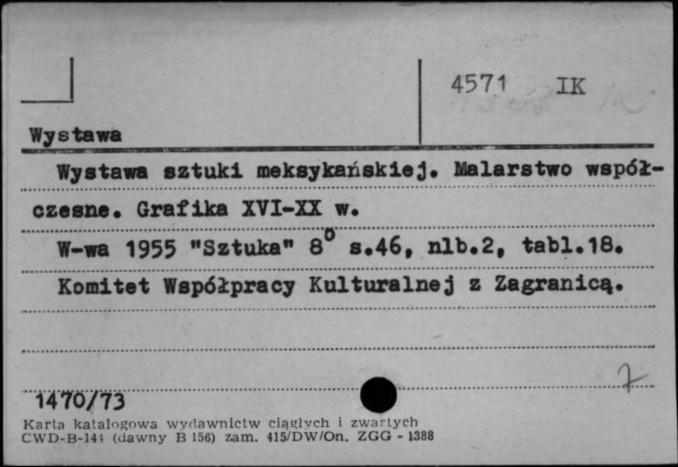 4571 IK
Wystawa
Wystawa sztuki meksykańskiej. Malarstwo współ-
czesne. Grafika XVI-XX w.
W-wa 1955 "Sztuka" 8° s.46, nlb.2, tabl.18.
Komitet Współpracy Kulturalnej z Zagranicą.
7
1470/73
Karta katalogowa wydawnictw ciągłych i zwartych
CWD-B-144 (dawny B 156) zam. 415/DW/On. ZGG - 1388